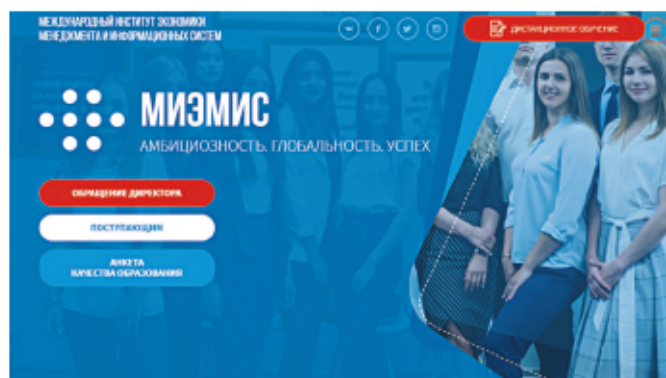 МЕЖДУНАРОДНЫЙ ИНСТИТУТ ЭКОНОМИКИ
МЕНЕДЖМЕНТА И ИНФОРМАЦИОННЫХ СИСТЕМ
ДИСТАНЦИОННОЕ ОБУЧЕНИЕ
МИЭМИС
АМБИЦИОЗНОСТЬ. ГЛОБАЛЬНОСТЬ. УСПЕХ
ОБРАЩЕНИЕ ДИРЕКТОРА
ПОСТУПАЮЩИМ
АНКЕТА
КАЧЕСТВА ОБРАЗОВАНИЯ